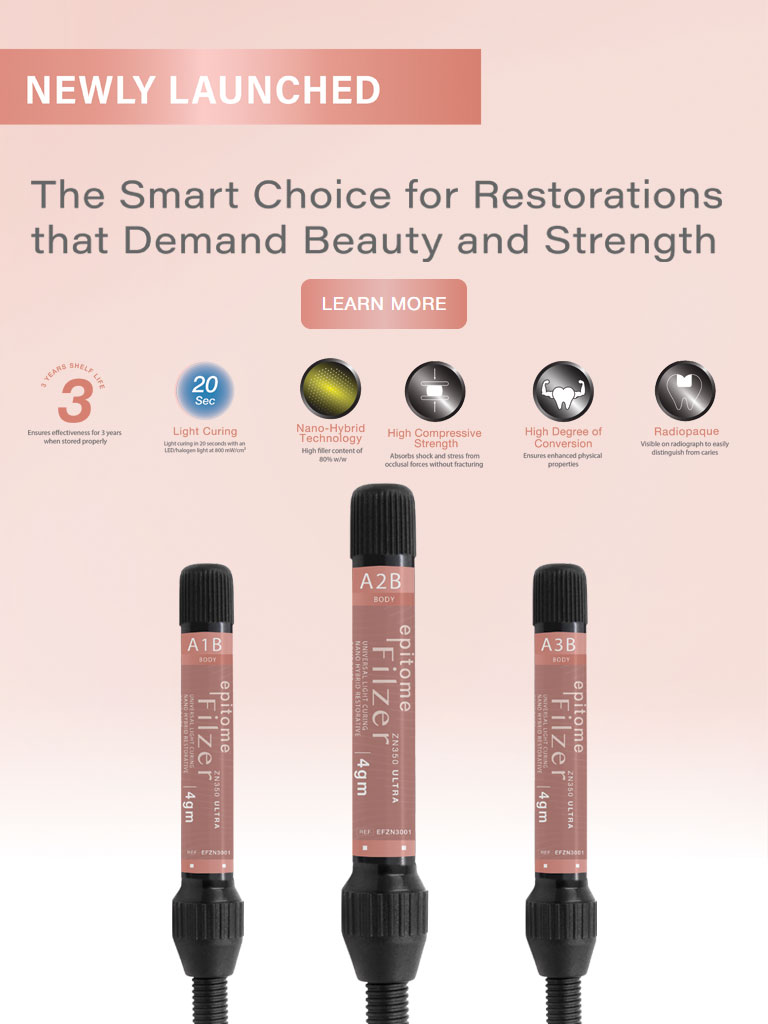 NEWLY LAUNCHED
The Smart Choice for Restorations
that Demand Beauty and Strength
LEARN MORE
3 YEARS SHELF LIFE
3
Ensures effectiveness for 3 years
when stored properly
20
Sec
Light Curing
Light curing in 20 seconds with an
LED/halogen light at 800 mW/cm²
Nano-Hybrid
Technology
High filler content of
80% w/w
High Compressive
Strength
Absorbs shock and stress from
occlusal forces without fracturing
High Degree of
Conversion
Ensures enhanced physical
properties
Radiopaque
Visible on radiograph to easily
distinguish from caries
A1B
BODY
epitome
Filzer
ZN350 ULTRA
UNIVERSAL LIGHT CURING
NANO HYBRID RESTORATIVE
4gm
REF EFZN3001
A2B
BODY
epitome
Filzer
ZN350 ULTRA
UNIVERSAL LIGHT CURING
NANO HYBRID RESTORATIVE
4gm
REF EFZN3001
A3B
BODY
epitome
Filzer
ZN350 ULTRA
UNIVERSAL LIGHT CURING
NANO HYBRID RESTORATIVE
4gm
REF EFZN3001